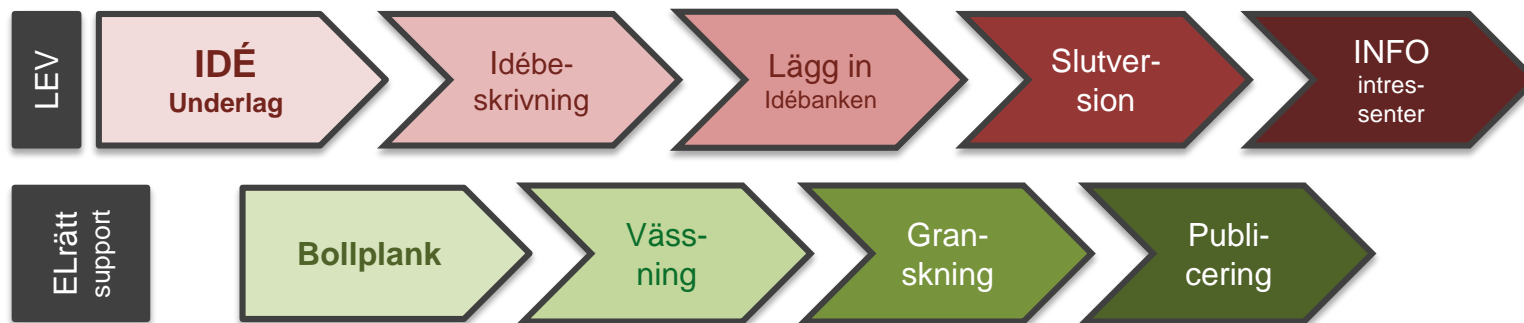 LEV
IDÉ
Underlag
Idébe-
skrivning
Lägg in
Idébanken
Slutver-
sion
INFO
intres-
senter
ELrätt
support
Bollplank
Väss-
ning
Gran-
skning
Publi-
cering